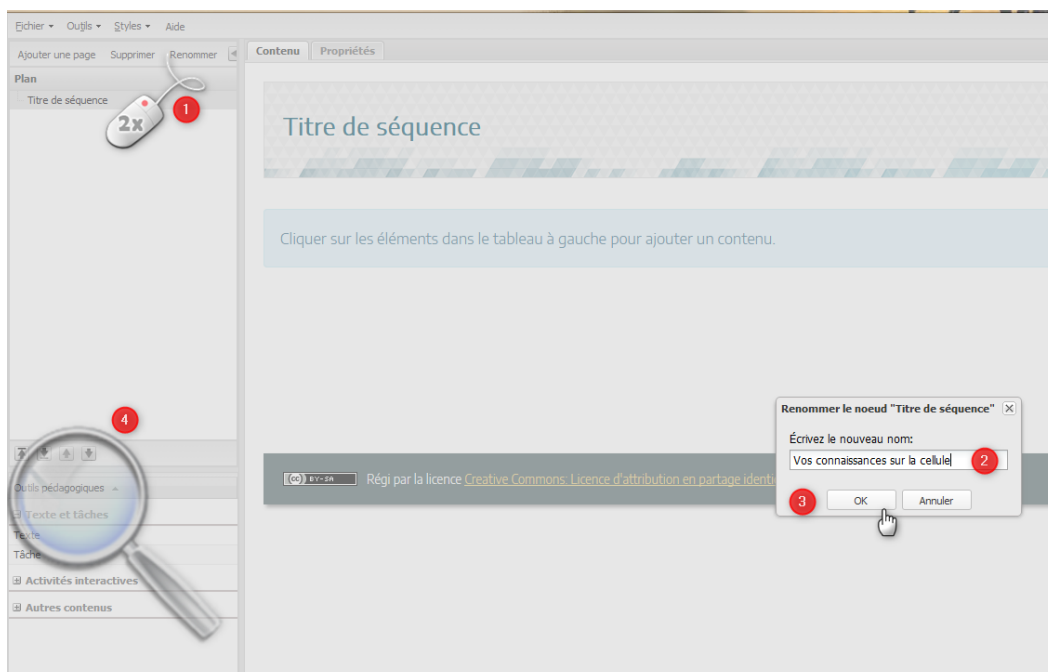 Fichier Outils Styles Aide
Ajouter une page Supprimer Renommer
Contenu Propriétés
Plan
Titre de séquence
1
2x
Titre de séquence
Cliquer sur les éléments dans le tableau à gauche pour ajouter un contenu.
4
Renommer le noeud "Titre de séquence"
Écrivez le nouveau nom:
Vos connaissances sur la cellule
2
3
OK Annuler
(cc) BY-SA Régi par la licence Creative Commons: Licence d'attribution en partage identi
Outils pédagogiques
Texte et tâches
Texte
Tâche
Activités interactives
Autres contenus